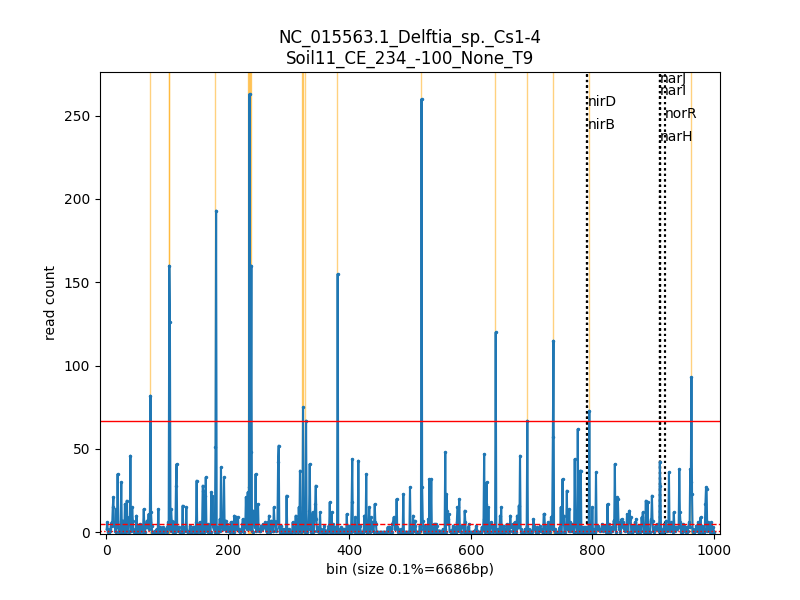 NC_015563.1_Delftia_sp._Cs1-4
Soil11_CE_234_-100_None_T9
narJ
narI
nirD
norR
nirB
narH
250
200
150
100
50
0
read count
0 200 400 600 800 1000
bin (size 0.1%=6686bp)